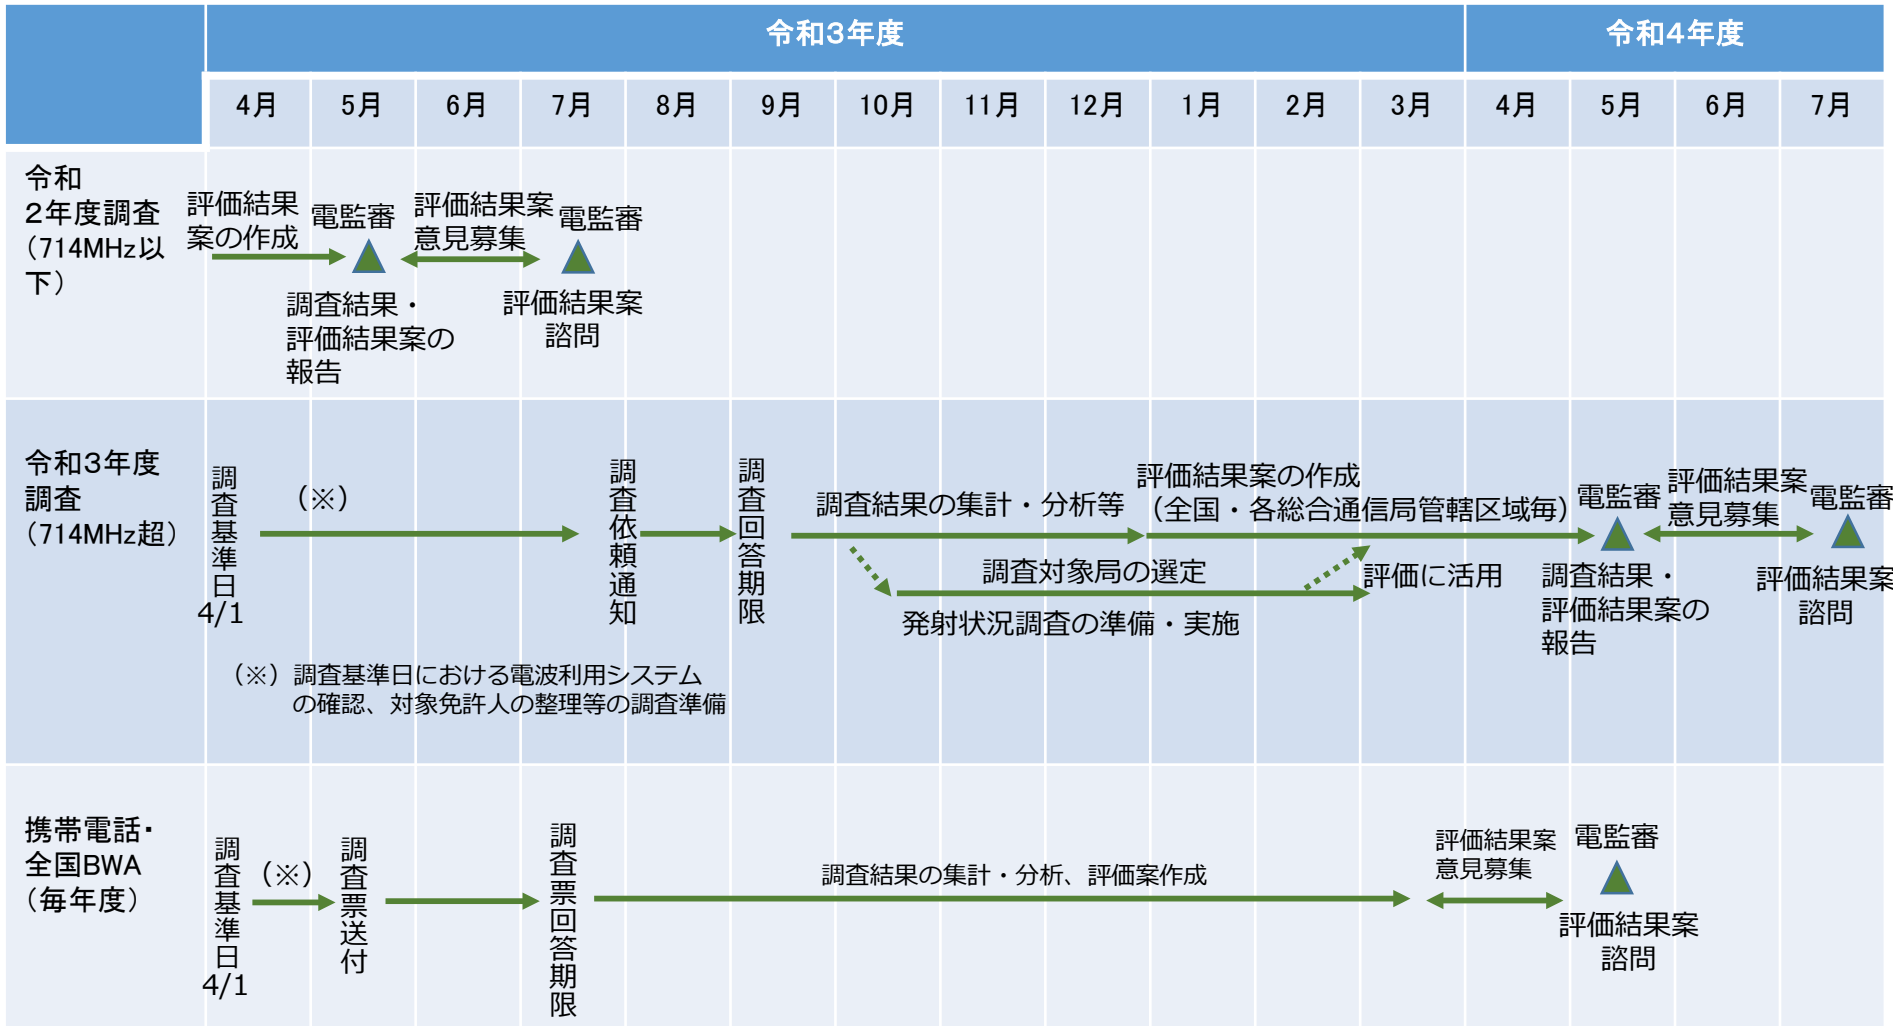 令和３年度
令和４年度
4月
5月
6月
7月
8月
9月
10月
11月
12月
1月
2月
3月
4月
5月
6月
7月
令和
２年度調査
（714MHz以
下）
評価結果
案の作成
電監審
調査結果・
評価結果案の
報告
評価結果案
意見募集
電監審
評価結果案
諮問
令和３年度
調査
（714MHz超）
調査基準日
4/1
（※）
調査依頼通知
調査回答期限
調査結果の集計・分析等
評価結果案の作成
（全国・各総合通信局管轄区域毎）
調査対象局の選定
発射状況調査の準備・実施
評価に活用
電監審
調査結果・
評価結果案の
報告
評価結果案
意見募集
電監審
評価結果案
諮問
（※）調査基準日における電波利用システム
の確認、対象免許人の整理等の調査準備
携帯電話・
全国BWA
（毎年度）
調査基準日
4/1
（※）
調査票送付
調査票回答期限
調査結果の集計・分析、評価案作成
評価結果案
意見募集
電監審
評価結果案
諮問